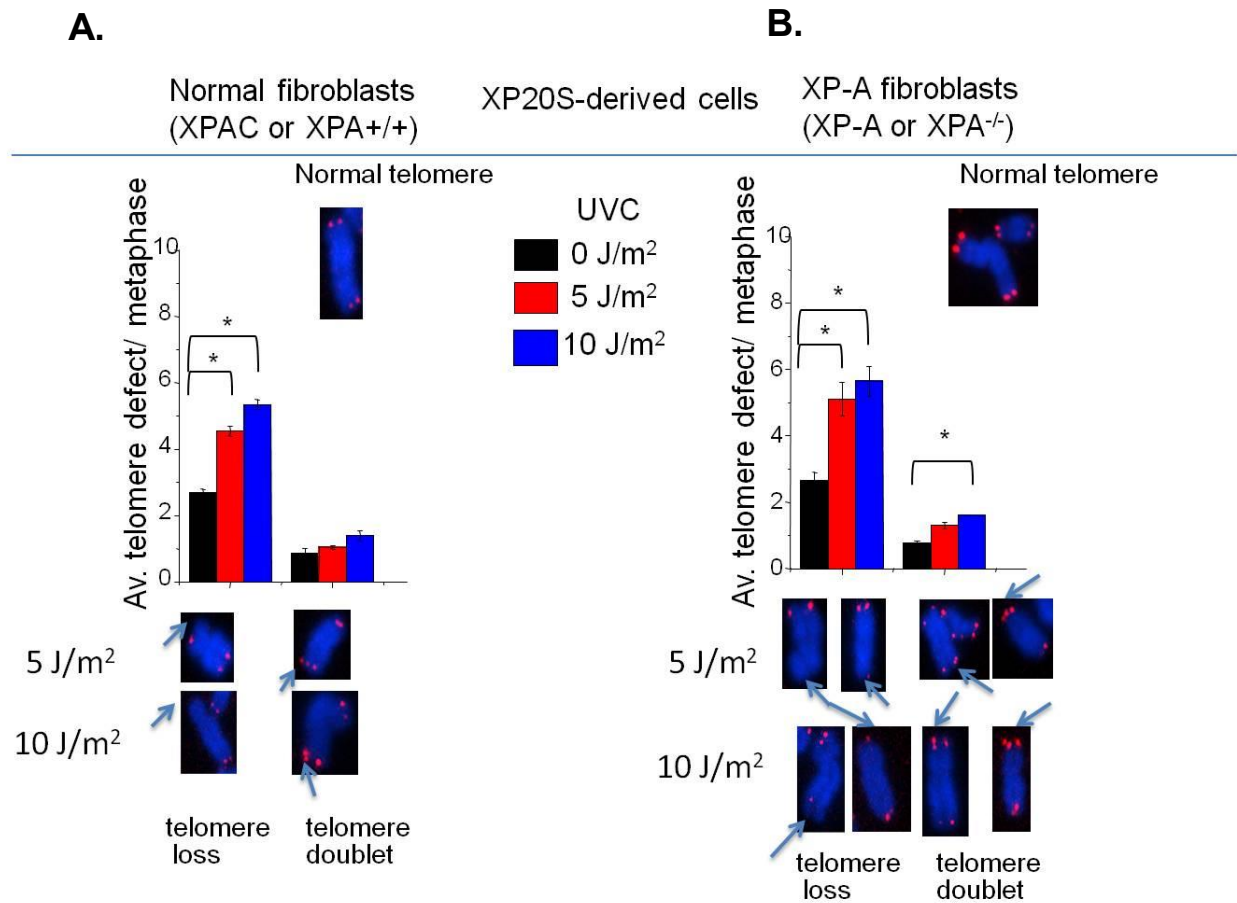 A.
B.
Normal fibroblasts
(XPAC or XPA+/+)
XP20S-derived cells
XP-A fibroblasts
(XP-A or XPA-/-)
Normal telomere
UVC
0 J/m²
5 J/m²
10 J/m²
Av. telomere defect/ metaphase
10
8
6
4
2
0
*
*
5 J/m²
10 J/m²
telomere
loss
telomere
doublet
Normal telomere
Av. telomere defect/ metaphase
10
8
6
4
2
0
*
*
*
5 J/m²
10 J/m²
telomere
loss
telomere
doublet